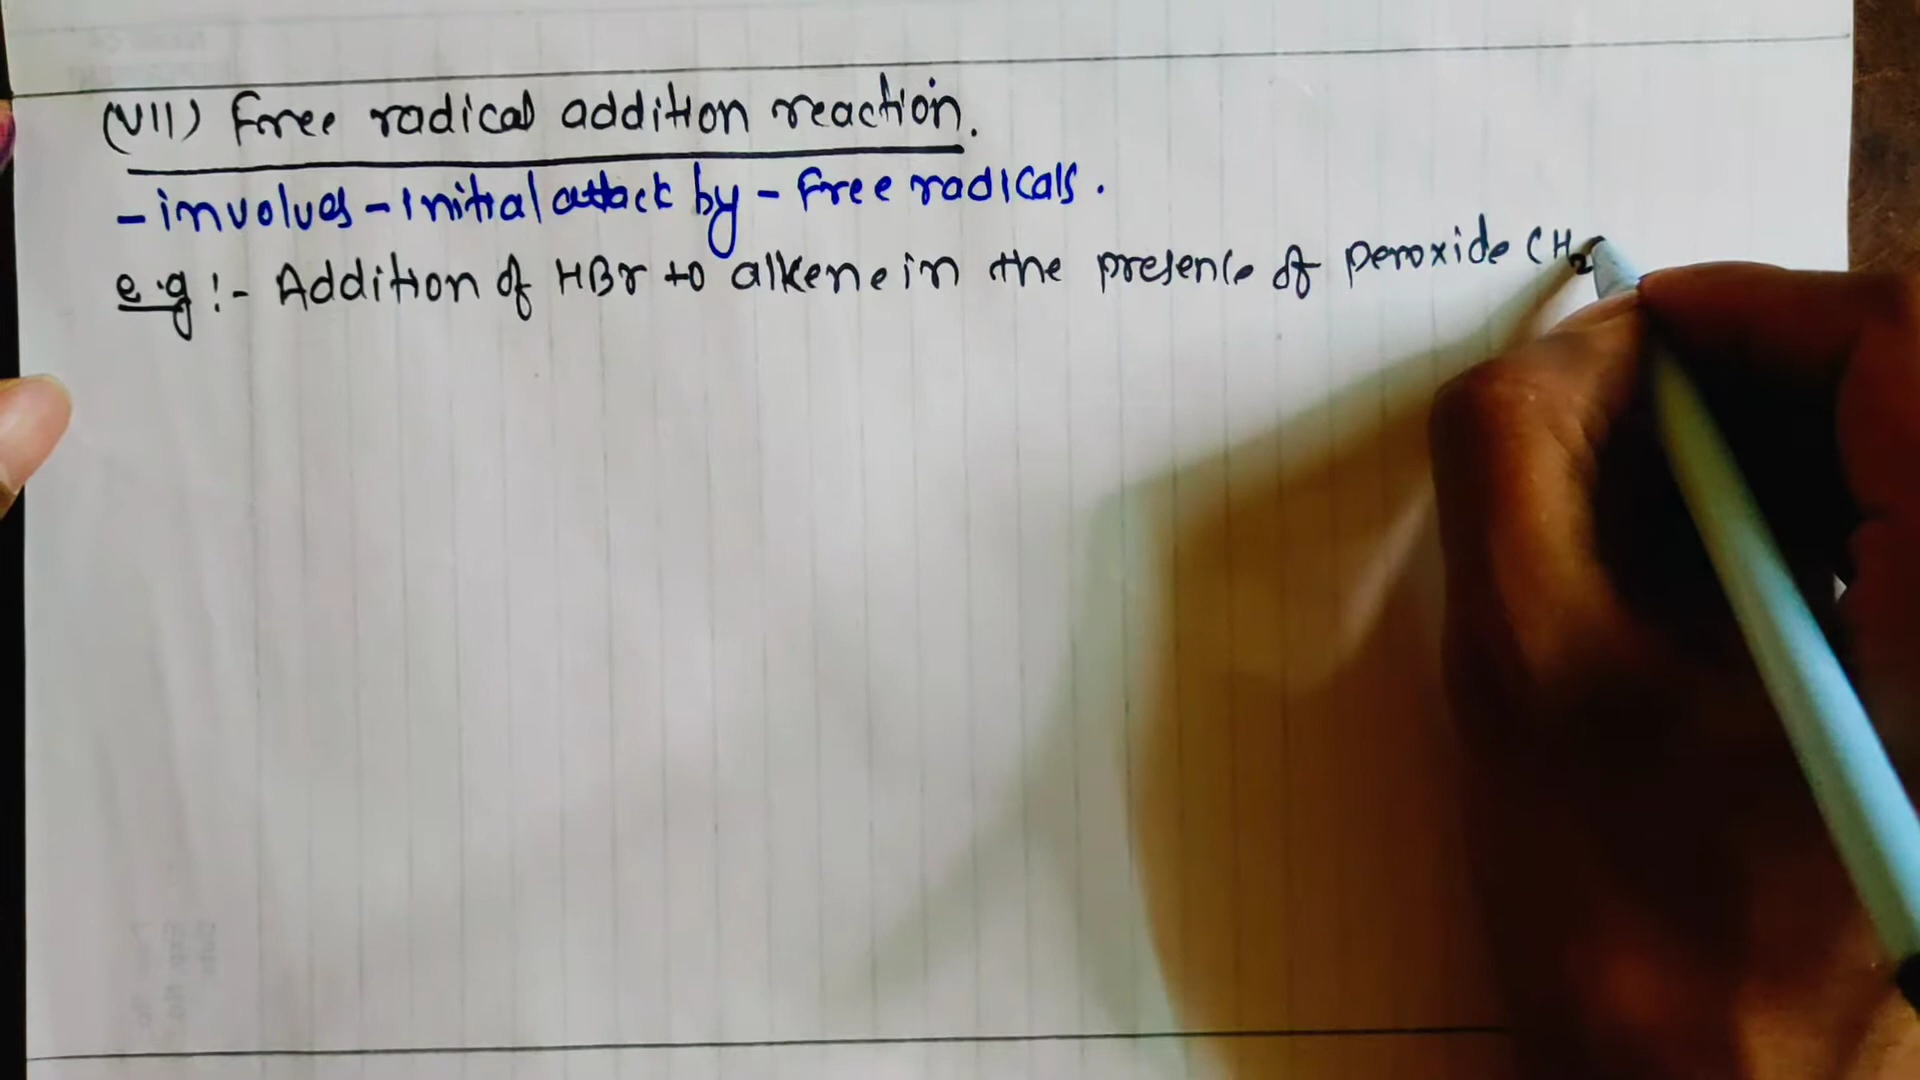 (VII) Free radical addition reaction.
- involves - Initial attack by - Free radicals.
e.g :- Addition of HBr to alkene in the presence of peroxide (H2